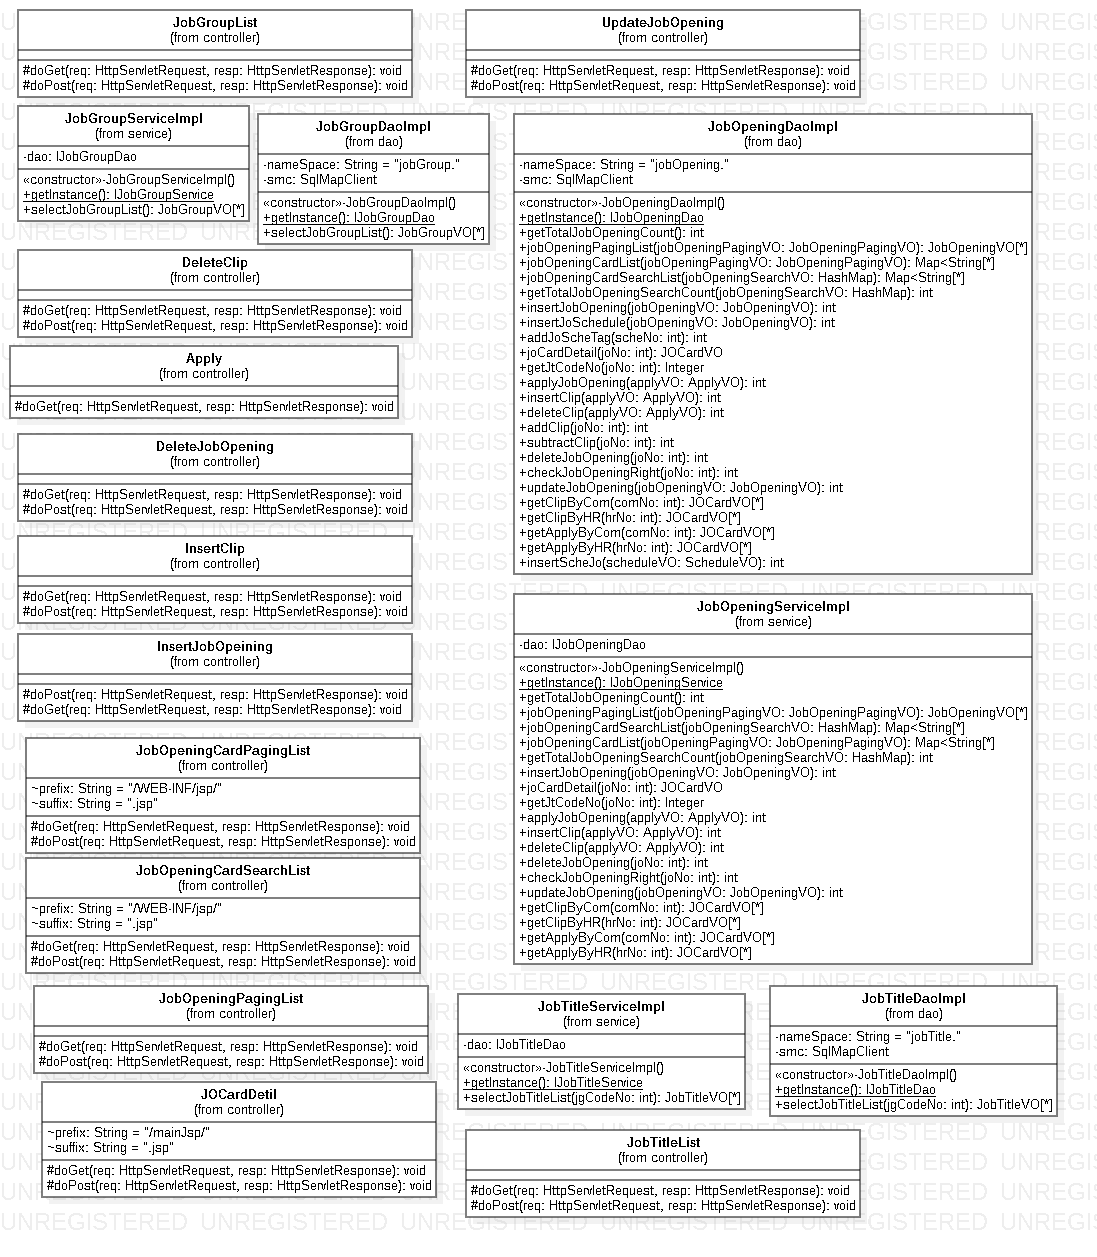 JobGroupList
(from controller)
#doGet(req: HttpServletRequest, resp: HttpServletResponse): void
#doPost(req: HttpServletRequest, resp: HttpServletResponse): void
UpdateJobOpening
(from controller)
#doGet(req: HttpServletRequest, resp: HttpServletResponse): void
#doPost(req: HttpServletRequest, resp: HttpServletResponse): void
JobGroupServiceImpl
(from service)
-dao: IJobGroupDao
«constructor»-JobGroupServiceImpl()
+getInstance(): IJobGroupService
+selectJobGroupList(): JobGroupVO[*]
JobGroupDaoImpl
(from dao)
-nameSpace: String = "jobGroup."
-smc: SqlMapClient
«constructor»-JobGroupDaoImpl()
+getInstance(): IJobGroupDao
+selectJobGroupList(): JobGroupVO[*]
JobOpeningDaoImpl
(from dao)
-nameSpace: String = "jobOpening."
-smc: SqlMapClient
«constructor»-JobOpeningDaoImpl()
+getInstance(): IJobOpeningDao
+getTotalJobOpeningCount(): int
+jobOpeningPagingList(jobOpeningPagingVO: JobOpeningPagingVO): JobOpeningVO[*]
+jobOpeningCardList(jobOpeningPagingVO: JobOpeningPagingVO): Map<String[*]
+jobOpeningCardSearchList(jobOpeningSearchVO: HashMap): Map<String[*]
+getTotalJobOpeningSearchCount(jobOpeningSearchVO: HashMap): int
+insertJobOpening(jobOpeningVO: JobOpeningVO): int
+insertJoSchedule(jobOpeningVO: JobOpeningVO): int
+addJoScheTag(scheNo: int): int
+joCardDetail(joNo: int): JOCardVO
+getJtCodeNo(joNo: int): Integer
+applyJobOpening(applyVO: ApplyVO): int
+insertClip(applyVO: ApplyVO): int
+deleteClip(applyVO: ApplyVO): int
+addClip(joNo: int): int
+subtractClip(joNo: int): int
+deleteJobOpening(joNo: int): int
+checkJobOpeningRight(joNo: int): int
+updateJobOpening(jobOpeningVO: JobOpeningVO): int
+getClipByCom(comNo: int): JOCardVO[*]
+getClipByHR(hrNo: int): JOCardVO[*]
+getApplyByCom(comNo: int): JOCardVO[*]
+getApplyByHR(hrNo: int): JOCardVO[*]
+insertScheJo(scheduleVO: ScheduleVO): int
DeleteClip
(from controller)
#doGet(req: HttpServletRequest, resp: HttpServletResponse): void
#doPost(req: HttpServletRequest, resp: HttpServletResponse): void
Apply
(from controller)
#doGet(req: HttpServletRequest, resp: HttpServletResponse): void
DeleteJobOpening
(from controller)
#doGet(req: HttpServletRequest, resp: HttpServletResponse): void
#doPost(req: HttpServletRequest, resp: HttpServletResponse): void
InsertClip
(from controller)
#doGet(req: HttpServletRequest, resp: HttpServletResponse): void
#doPost(req: HttpServletRequest, resp: HttpServletResponse): void
InsertJobOpeining
(from controller)
#doPost(req: HttpServletRequest, resp: HttpServletResponse): void
#doGet(req: HttpServletRequest, resp: HttpServletResponse): void
JobOpeningServiceImpl
(from service)
-dao: IJobOpeningDao
«constructor»-JobOpeningServiceImpl()
+getInstance(): IJobOpeningService
+getTotalJobOpeningCount(): int
+jobOpeningPagingList(jobOpeningPagingVO: JobOpeningPagingVO): JobOpeningVO[*]
+jobOpeningCardSearchList(jobOpeningSearchVO: HashMap): Map<String[*]
+jobOpeningCardList(jobOpeningPagingVO: JobOpeningPagingVO): Map<String[*]
+getTotalJobOpeningSearchCount(jobOpeningSearchVO: HashMap): int
+insertJobOpening(jobOpeningVO: JobOpeningVO): int
+joCardDetail(joNo: int): JOCardVO
+getJtCodeNo(joNo: int): Integer
+applyJobOpening(applyVO: ApplyVO): int
+insertClip(applyVO: ApplyVO): int
+deleteClip(applyVO: ApplyVO): int
+deleteJobOpening(joNo: int): int
+checkJobOpeningRight(joNo: int): int
+updateJobOpening(jobOpeningVO: JobOpeningVO): int
+getClipByCom(comNo: int): JOCardVO[*]
+getClipByHR(hrNo: int): JOCardVO[*]
+getApplyByCom(comNo: int): JOCardVO[*]
+getApplyByHR(hrNo: int): JOCardVO[*]
JobOpeningCardPagingList
(from controller)
~prefix: String = "/WEB-INF/jsp/"
~suffix: String = ".jsp"
#doGet(req: HttpServletRequest, resp: HttpServletResponse): void
#doPost(req: HttpServletRequest, resp: HttpServletResponse): void
JobOpeningCardSearchList
(from controller)
~prefix: String = "/WEB-INF/jsp/"
~suffix: String = ".jsp"
#doGet(req: HttpServletRequest, resp: HttpServletResponse): void
#doPost(req: HttpServletRequest, resp: HttpServletResponse): void
JobOpeningPagingList
(from controller)
#doGet(req: HttpServletRequest, resp: HttpServletResponse): void
#doPost(req: HttpServletRequest, resp: HttpServletResponse): void
JobTitleServiceImpl
(from service)
-dao: IJobTitleDao
«constructor»-JobTitleServiceImpl()
+getInstance(): IJobTitleService
+selectJobTitleList(jgCodeNo: int): JobTitleVO[*]
JobTitleDaoImpl
(from dao)
-nameSpace: String = "jobTitle."
-smc: SqlMapClient
«constructor»-JobTitleDaoImpl()
+getInstance(): IJobTitleDao
+selectJobTitleList(jgCodeNo: int): JobTitleVO[*]
JOCardDetil
(from controller)
~prefix: String = "/mainJsp/"
~suffix: String = ".jsp"
#doGet(req: HttpServletRequest, resp: HttpServletResponse): void
#doPost(req: HttpServletRequest, resp: HttpServletResponse): void
JobTitleList
(from controller)
#doGet(req: HttpServletRequest, resp: HttpServletResponse): void
#doPost(req: HttpServletRequest, resp: HttpServletResponse): void
UNREGISTERED UNREGISTERED UNREGISTERED UNREGISTERED UNREGISTERED